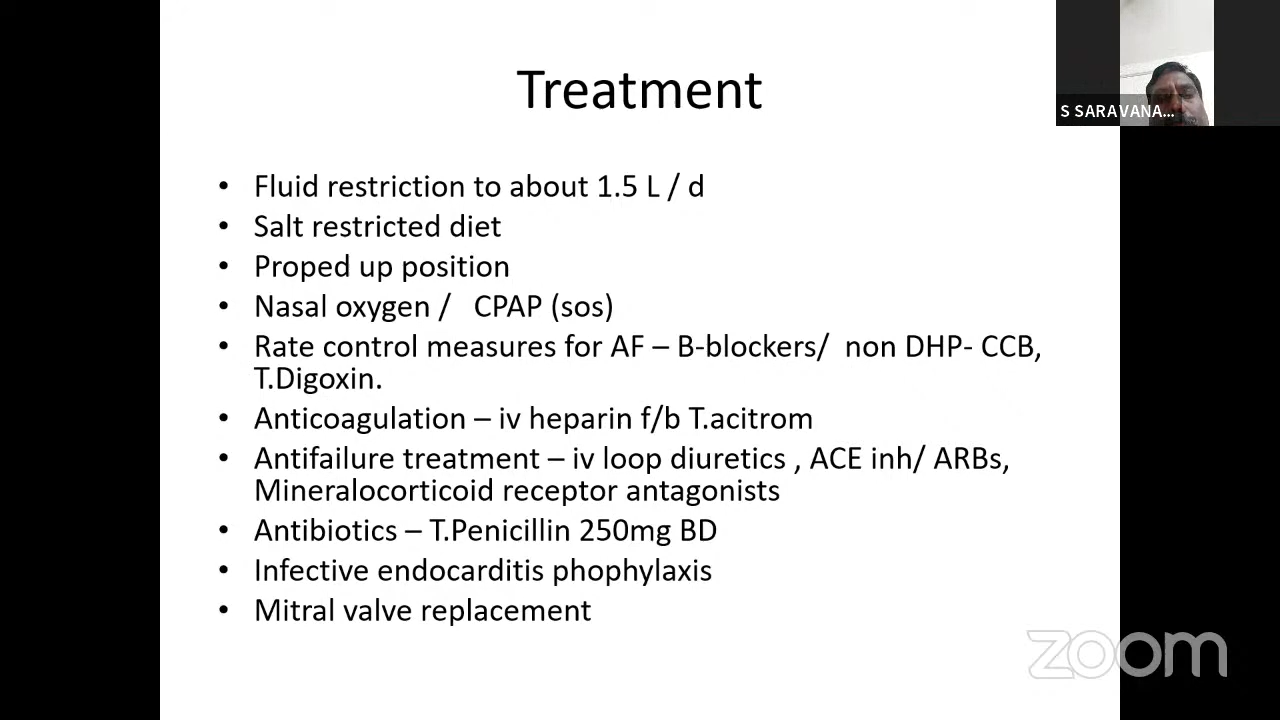 Treatment
S SARAVANA...
• Fluid restriction to about 1.5 L / d
• Salt restricted diet
• Proped up position
• Nasal oxygen /   CPAP (sos)
• Rate control measures for AF – B-blockers/  non DHP- CCB,
T.Digoxin.
• Anticoagulation – iv heparin f/b T.acitrom
• Antifailure treatment – iv loop diuretics , ACE inh/ ARBs,
Mineralocorticoid receptor antagonists
• Antibiotics – T.Penicillin 250mg BD
• Infective endocarditis phophylaxis
• Mitral valve replacement
zoom